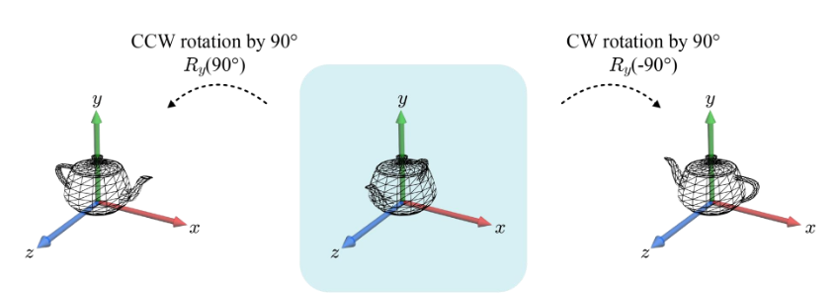 CCW rotation by 90°
R_y(90°)
CW rotation by 90°
R_y(-90°)
y
x
z
y
x
z
y
x
z